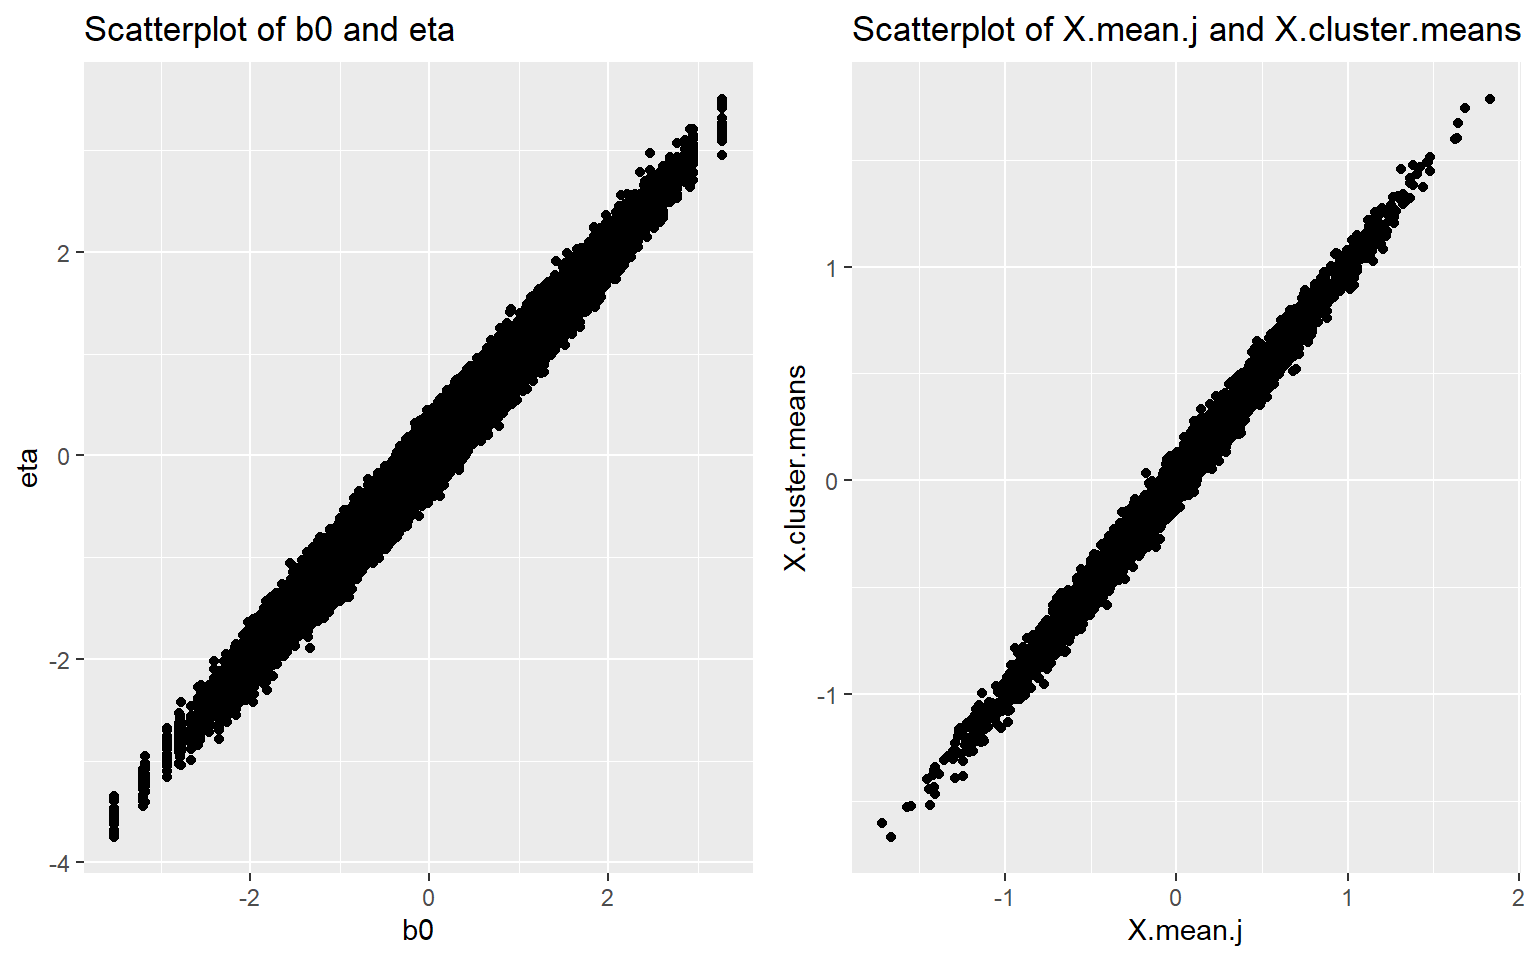 Scatterplot of b0 and eta
eta
2
0
-2
-4
-2
0
2
b0
Scatterplot of X.mean.j and X.cluster.means
X.cluster.means
1
0
-1
-1
0
1
2
X.mean.j